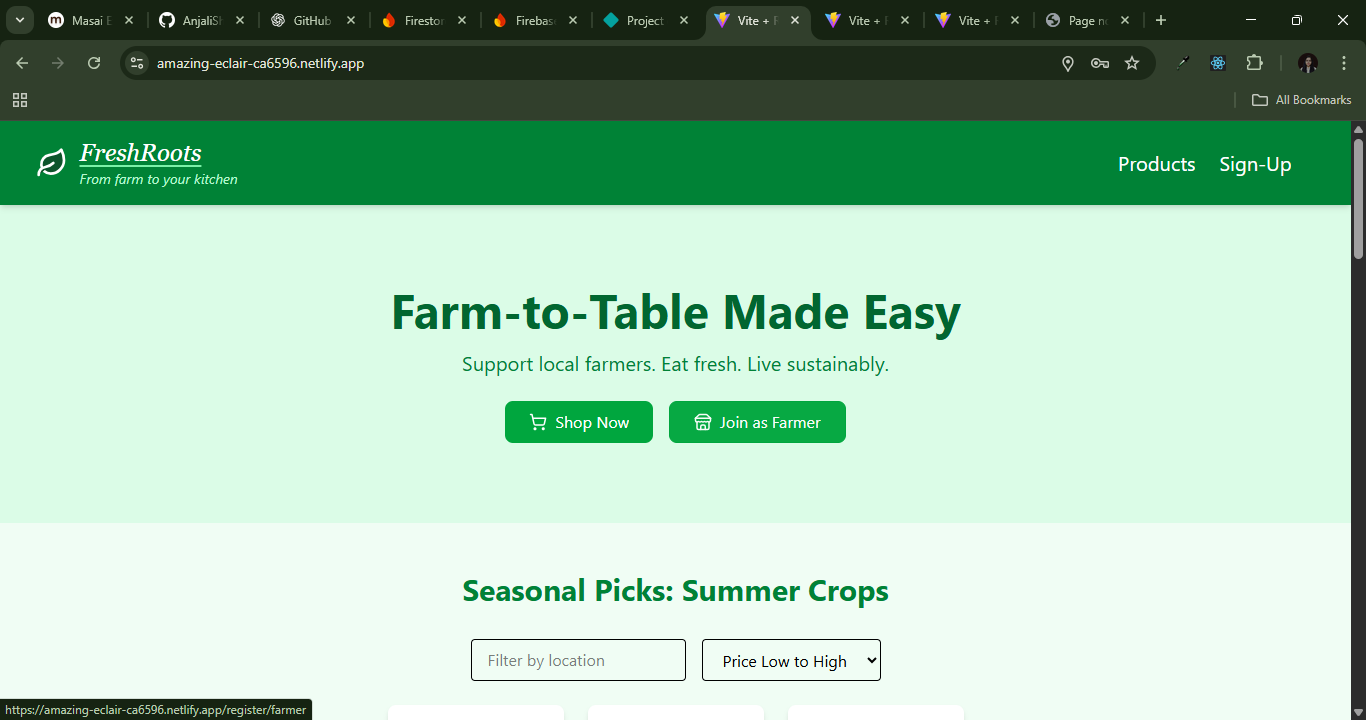 Masai E
AnjaliSh
GitHub
Firestor
Firebase
Project
Vite + R
Vite + R
Vite + R
Page no
amazing-eclair-ca6596.netlify.app
All Bookmarks
FreshRoots
From farm to your kitchen
Products
Sign-Up
Farm-to-Table Made Easy
Support local farmers. Eat fresh. Live sustainably.
Shop Now
Join as Farmer
Seasonal Picks: Summer Crops
Filter by location
Price Low to High
https://amazing-eclair-ca6596.netlify.app/register/farmer